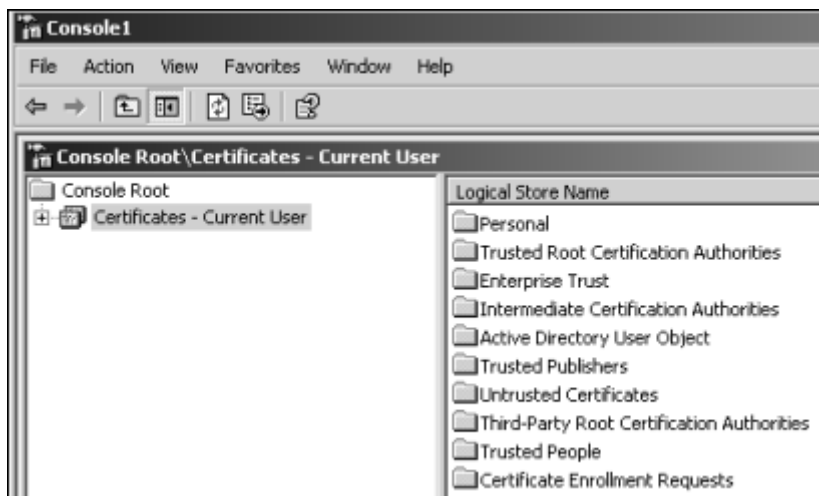 Console1
File Action View Favorites Window Help
Console Root\Certificates - Current User
Console Root
Certificates - Current User
Logical Store Name
Personal
Trusted Root Certification Authorities
Enterprise Trust
Intermediate Certification Authorities
Active Directory User Object
Trusted Publishers
Untrusted Certificates
Third-Party Root Certification Authorities
Trusted People
Certificate Enrollment Requests